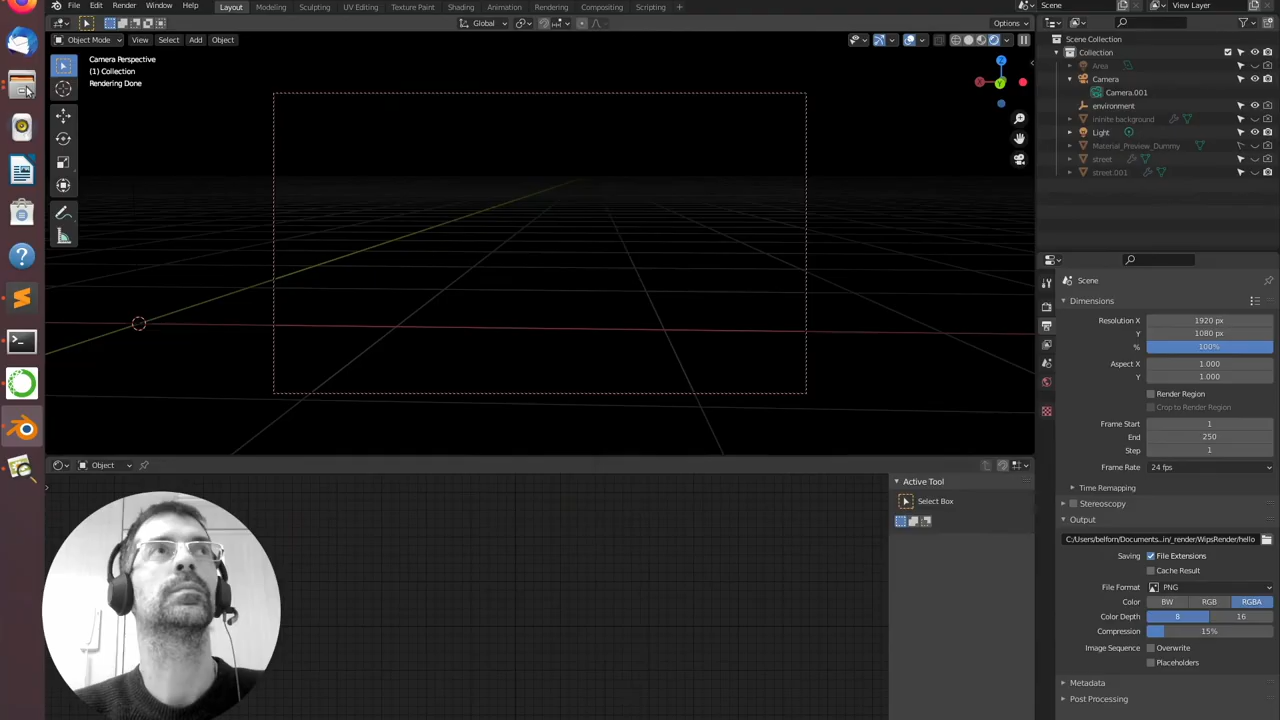 File Edit Render Window Help Layout Modeling Sculpting UV Editing Texture Paint Shading Animation Rendering Compositing Scripting + Scene View Layer
Global Options
Object Mode View Select Add Object
Camera Perspective
(1) Collection
Rendering Done
Scene Collection
Collection
Area
Camera
Camera.001
environment
ininite background
Light
Material_Preview_Dummy
street
street.001
Scene
Dimensions
Resolution X 1920 px
Y 1080 px
% 100%
Aspect X 1.000
Y 1.000
Render Region
Crop to Render Region
Frame Start 1
End 250
Step 1
Frame Rate 24 fps
Time Remapping
Stereoscopy
Output
C:/Users/belforn/Documents..in/_render/WipsRender/hello
Saving File Extensions
Cache Result
File Format PNG
Color BW RGB RGBA
Color Depth 8 16
Compression 15%
Image Sequence Overwrite
Placeholders
Metadata
Post Processing
Object
Active Tool
Select Box